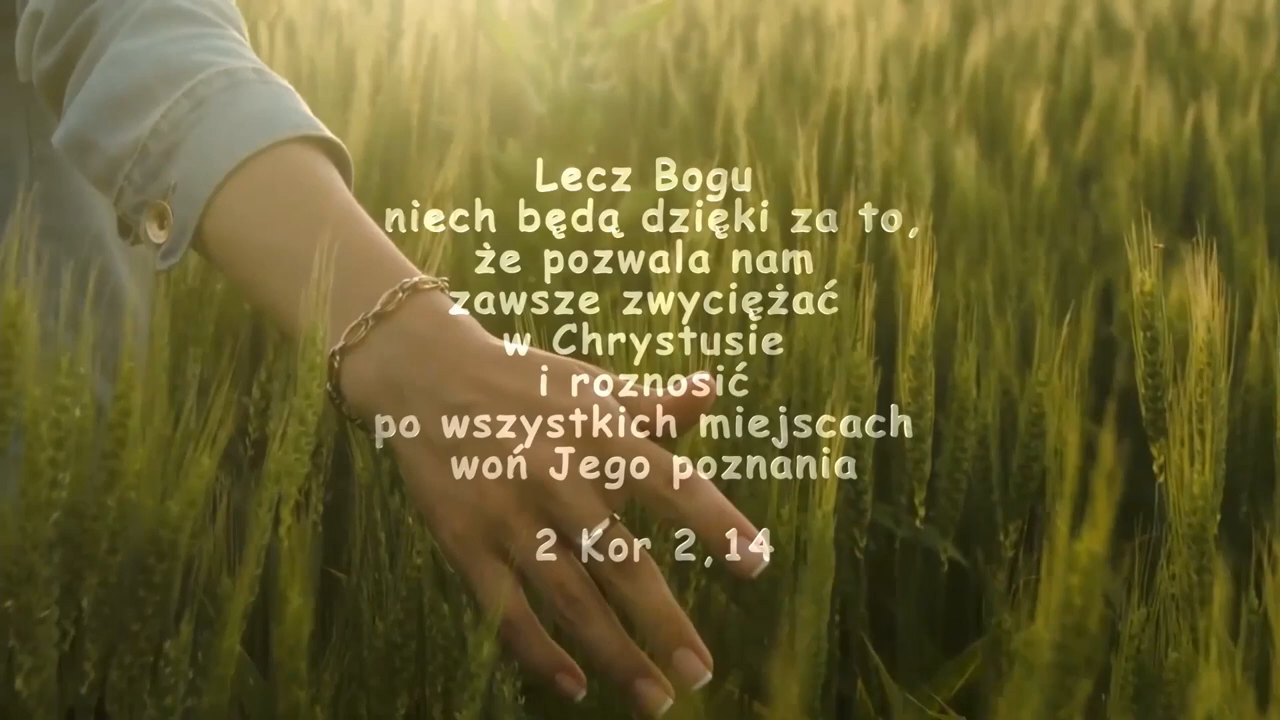 Lecz Bogu
niech będą dzięki za to,
że pozwala nam
zawsze zwyciężać
w Chrystusie
i roznosić
po wszystkich miejscach
woń Jego poznania
2 Kor 2,14